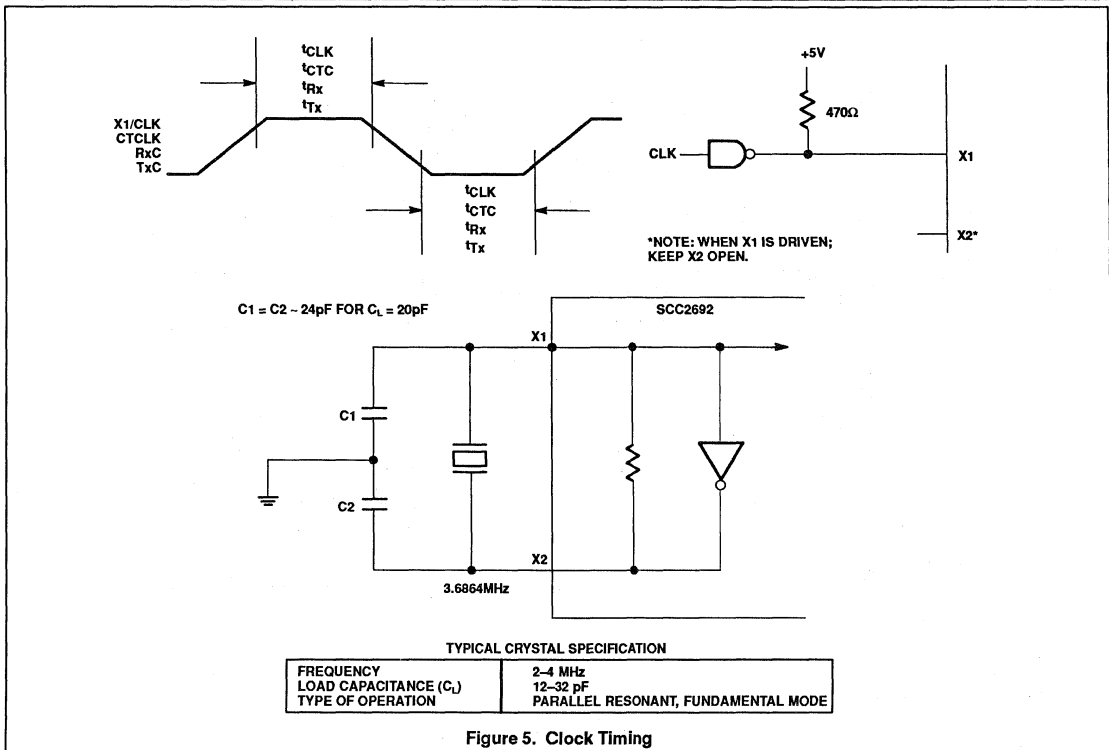 tCLK
tCTC
tRx
tTx
X1/CLK
CTCLK
RxC
TxC
tCLK
tCTC
tRx
tTx
+5V
470Ω
CLK
X1
X2*
*NOTE: WHEN X1 IS DRIVEN;
KEEP X2 OPEN.
C1 = C2 ~ 24pF FOR CL = 20pF
SCC2692
X1
C1
C2
X2
3.6864MHz
TYPICAL CRYSTAL SPECIFICATION
FREQUENCY 2–4 MHz
LOAD CAPACITANCE (CL) 12–32 pF
TYPE OF OPERATION PARALLEL RESONANT, FUNDAMENTAL MODE
Figure 5. Clock Timing